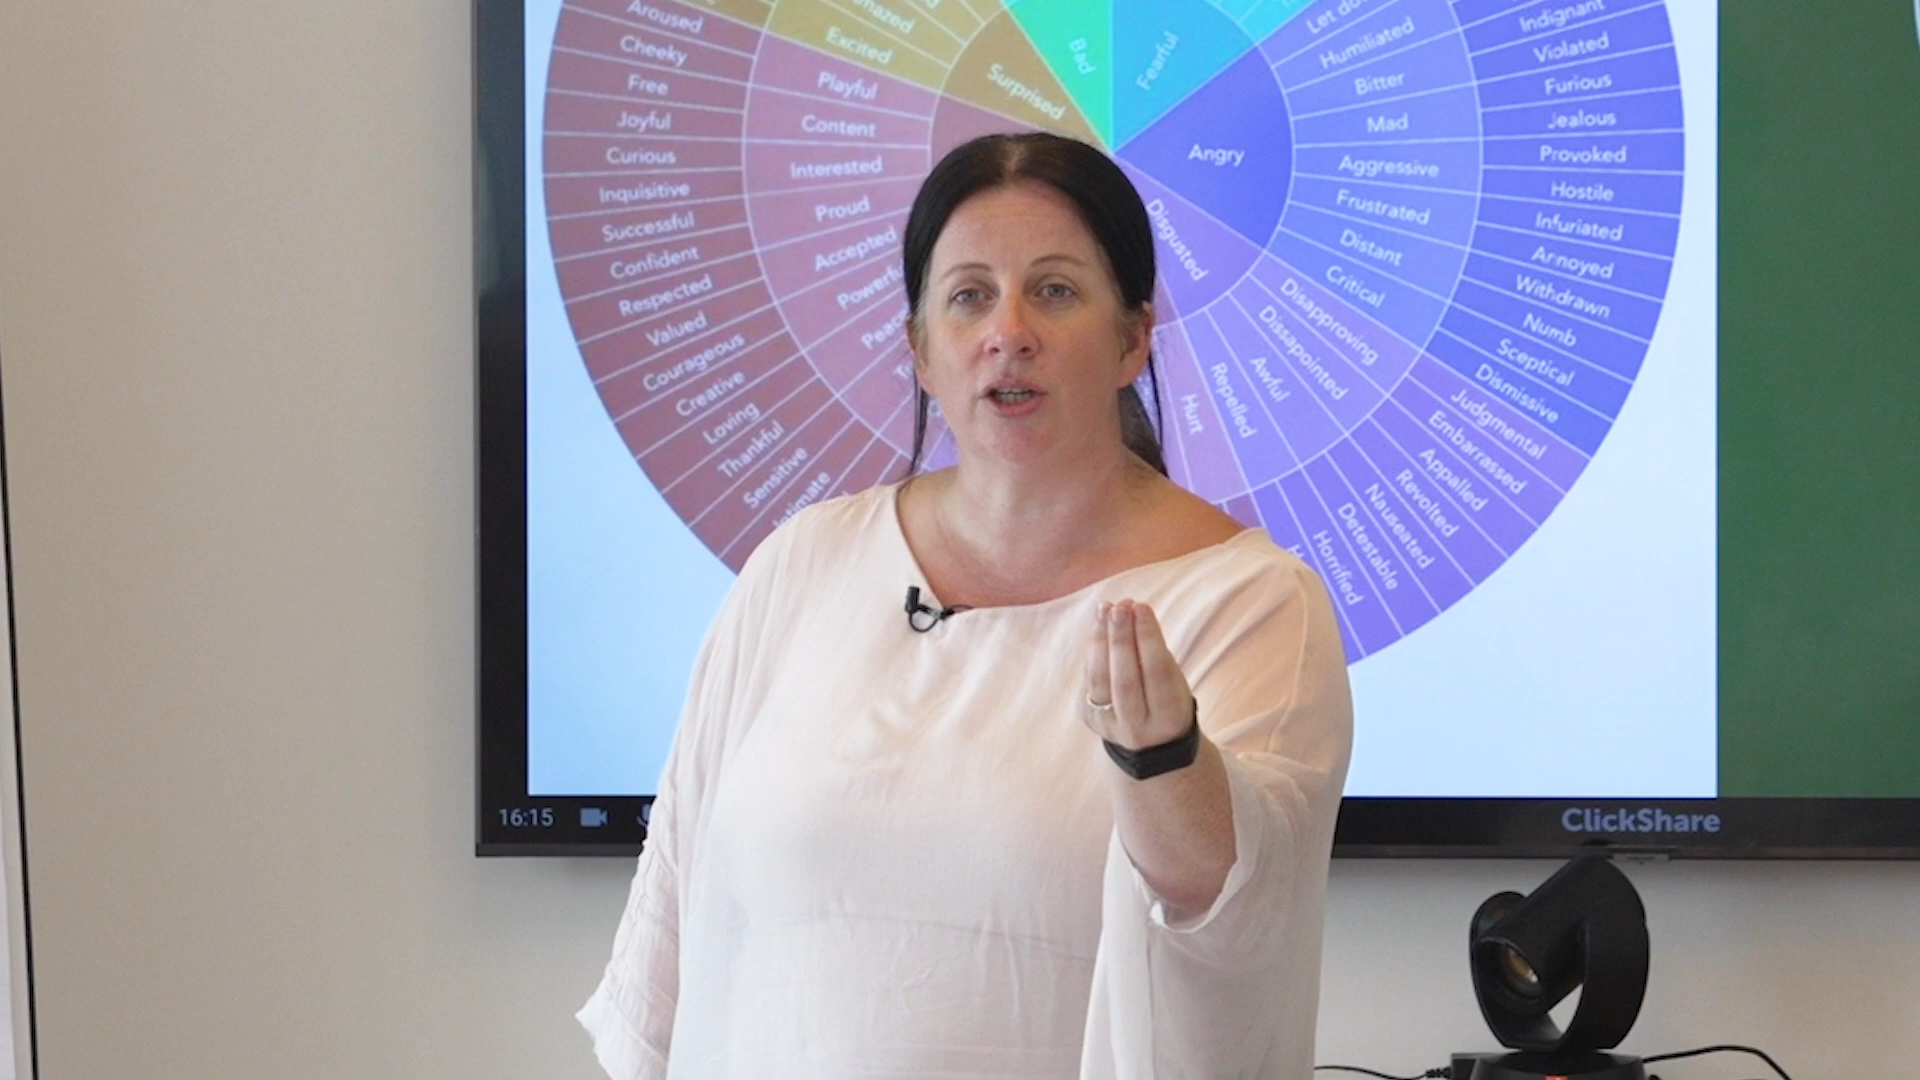 Aroused
Cheeky
Free
Joyful
Curious
Inquisitive
Successful
Confident
Respected
Valued
Courageous
Creative
Loving
Thankful
Sensitive
Intimate
Excited
Playful
Content
Interested
Proud
Accepted
Surprised
Bad
Fearful
Angry
Disgusted
Humiliated
Bitter
Mad
Aggressive
Frustrated
Distant
Critical
Disapproving
Dissapointed
Awful
Repelled
Hurt
Indignant
Violated
Furious
Jealous
Provoked
Hostile
Infuriated
Annoyed
Withdrawn
Numb
Sceptical
Dismissive
Judgmental
Embarrassed
Appalled
Revolted
Nauseated
Detestable
Horrified
16:15
ClickShare